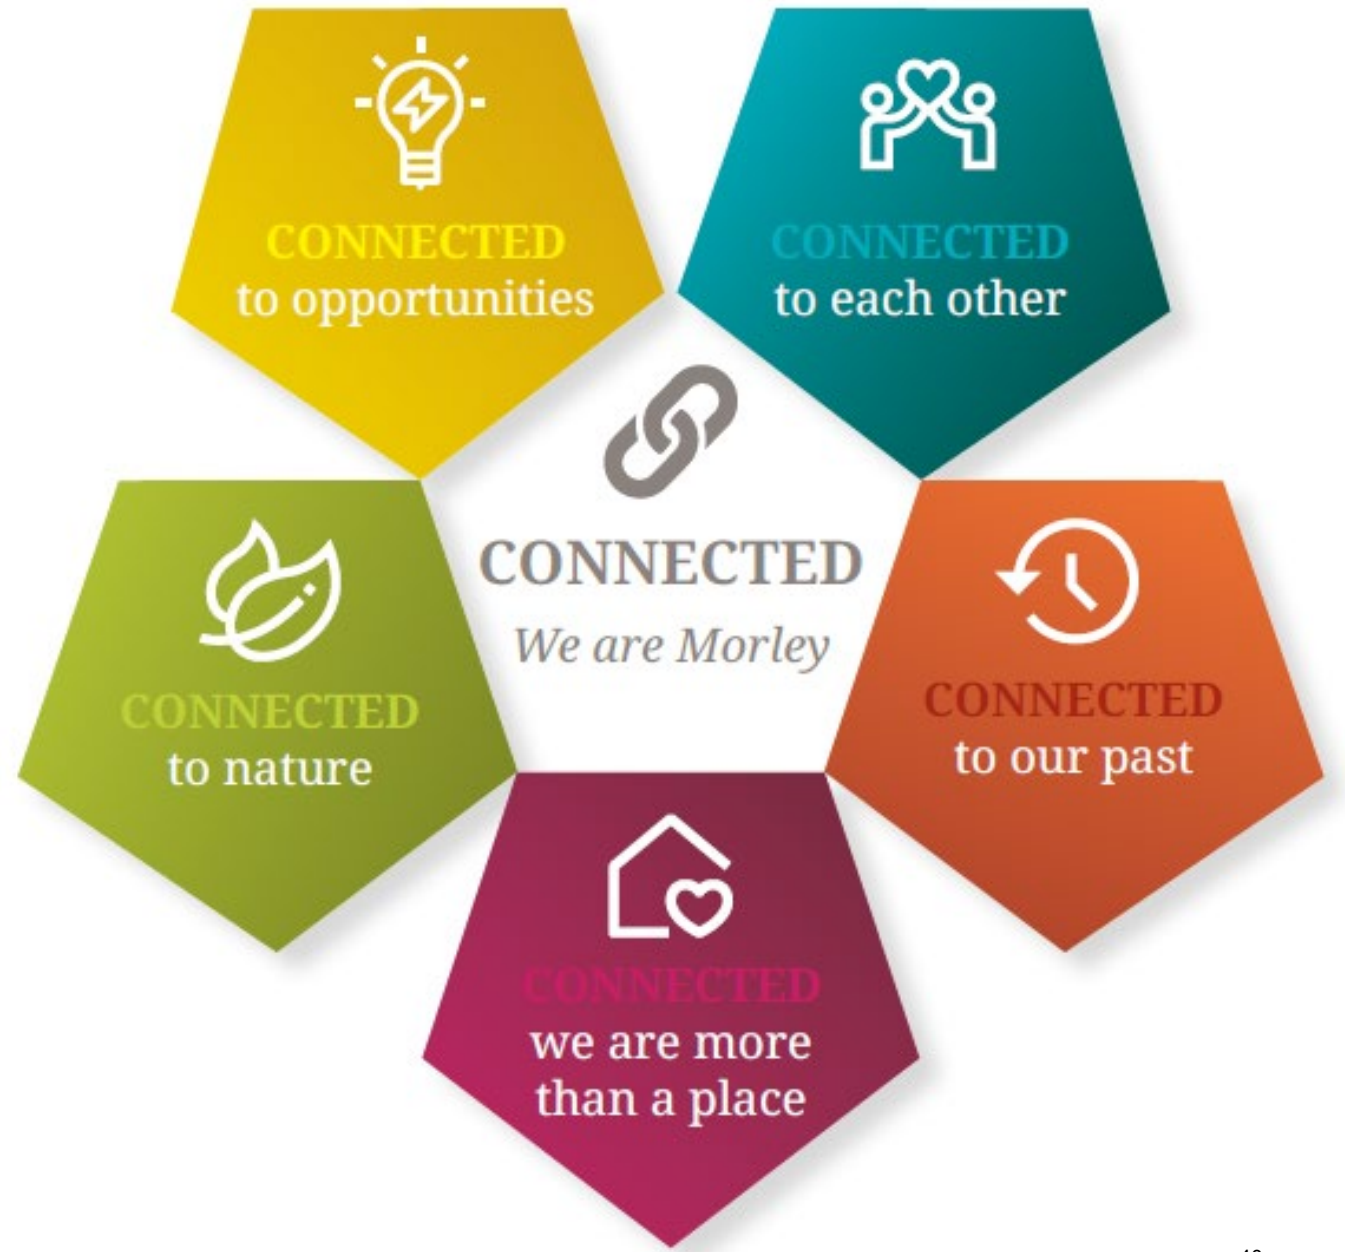 CONNECTED
to opportunities
CONNECTED
to each other
CONNECTED
We are Morley
CONNECTED
to nature
CONNECTED
to our past
CONNECTED
we are more
than a place